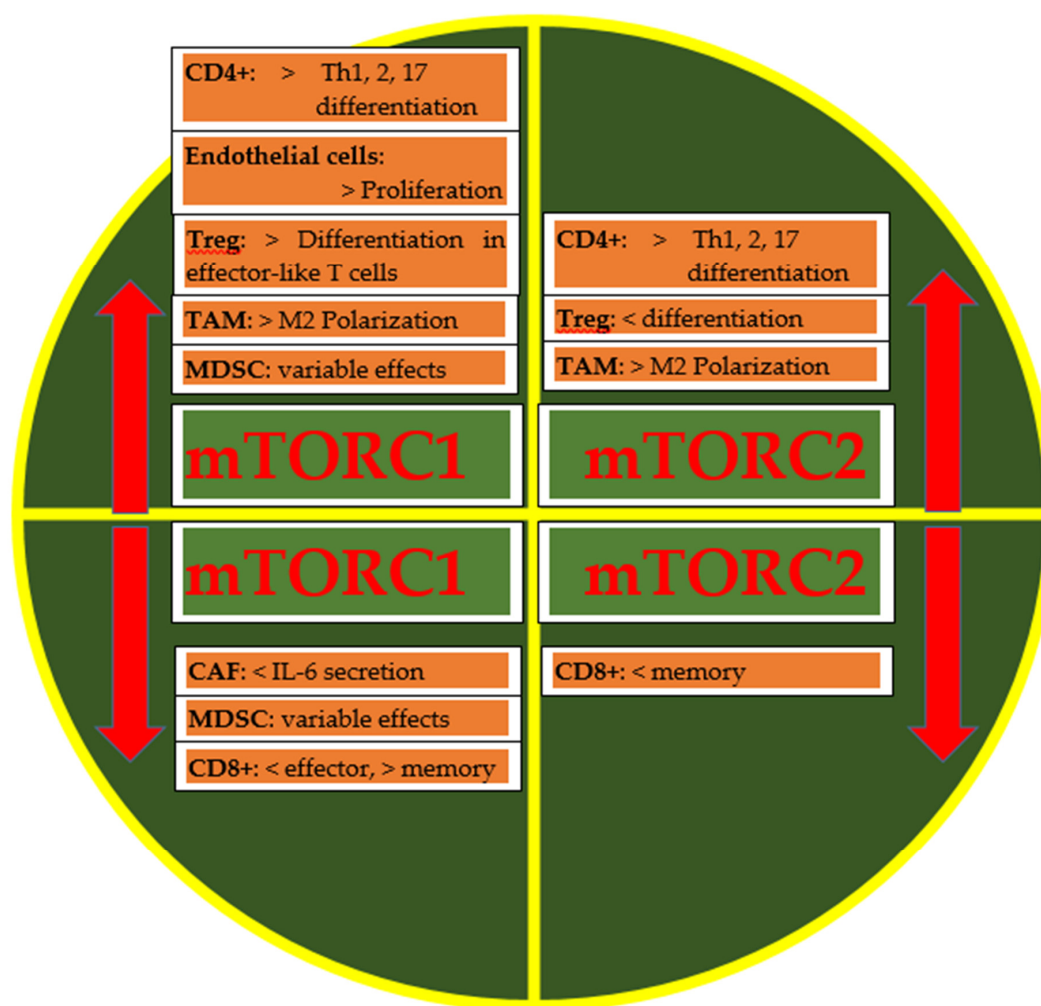 CD4+: > Th1, 2, 17
differentiation
Endothelial cells:
> Proliferation
Treg: > Differentiation in
effector-like T cells
TAM: > M2 Polarization
MDSC: variable effects
mTORC1
CD4+: > Th1, 2, 17
differentiation
Treg: < differentiation
TAM: > M2 Polarization
mTORC2
mTORC1
CAF: < IL-6 secretion
MDSC: variable effects
CD8+: < effector, > memory
mTORC2
CD8+: < memory